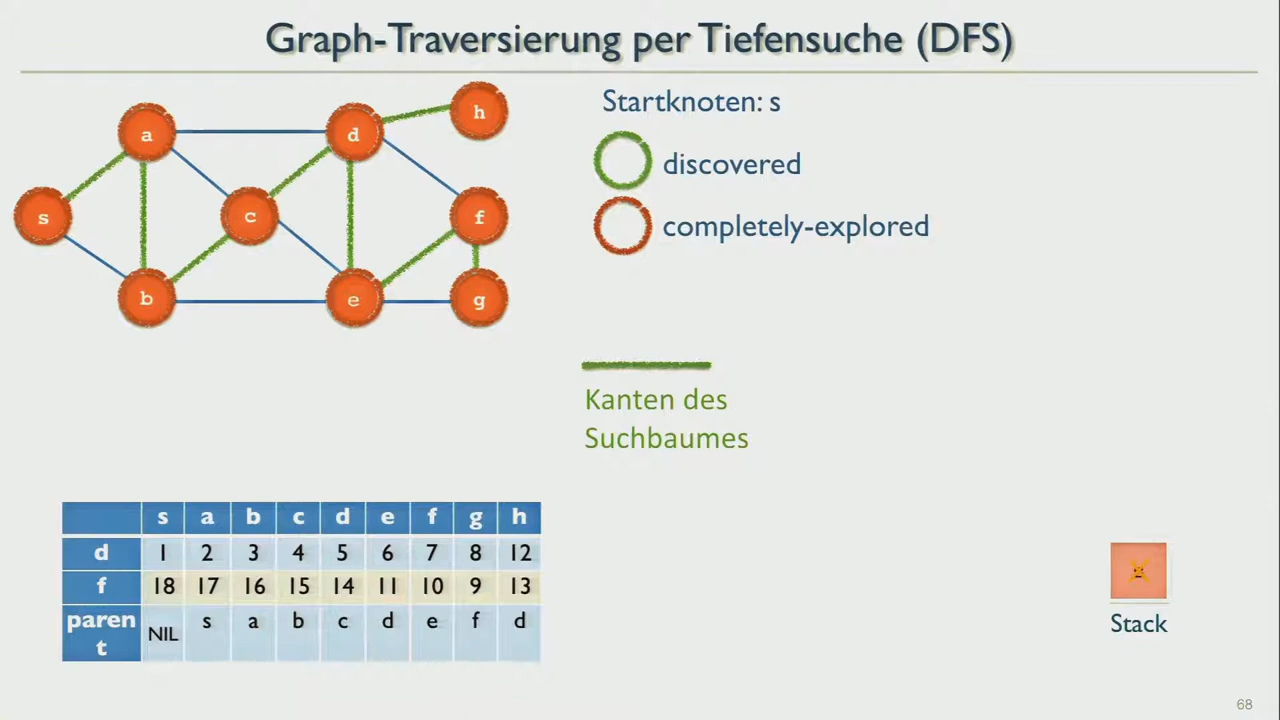 Graph-Traversierung per Tiefensuche (DFS)
Startknoten: s
discovered
completely-explored
h
a
d
s
c
f
b
e
g
Kanten des
Suchbaumes
s a b c d e f g h
d 1 2 3 4 5 6 7 8 12
f 18 17 16 15 14 11 10 9 13
paren
t NIL s a b c d e f d
Stack
68